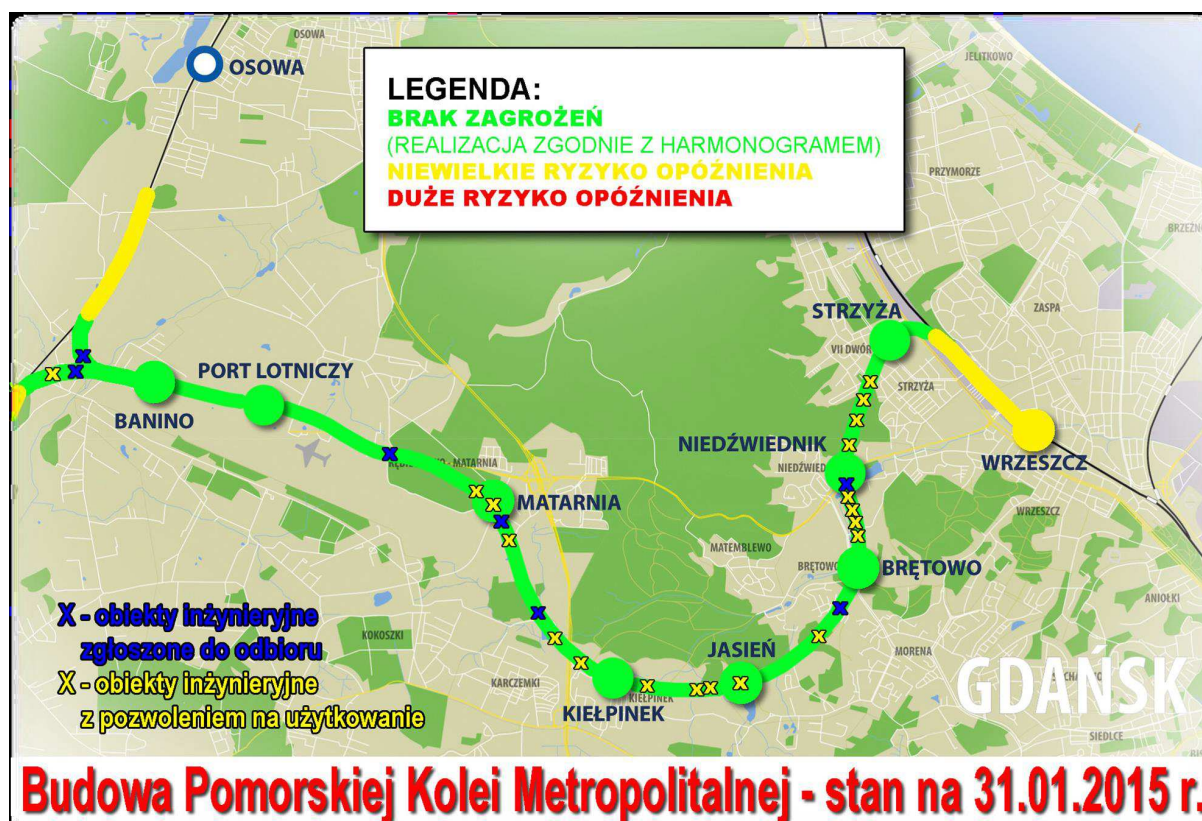 OSOWA
OSOWA
JELITKOWO
LEGENDA:
BRAK ZAGROŻEŃ
(REALIZACJA ZGODNIE Z HARMONOGRAMEM)
NIEWIELKIE RYZYKO OPÓŹNIENIA
DUŻE RYZYKO OPÓŹNIENIA
PRZYMORZE
STRZYŻA
ZASPA
VII DWÓR
PORT LOTNICZY
STRZYŻA
BANINO
NIEDŹWIEDNIK
WRZESZCZ
- MATARNIA
MATARNIA
WRZESZCZ
MATEMBLEWO
BRĘTOWO
BRĘTOWO
ANIOŁKI
X - obiekty inżynieryjne
zgłoszone do odbioru
KOKOSZKI
JASIEŃ
MORENA
X - obiekty inżynieryjne
z pozwoleniem na użytkowanie
KARCZEMKI
KIEŁPINEK
KIEŁPINEK
GDAŃSK
SIEDLCE
Budowa Pomorskiej Kolei Metropolitalnej - stan na 31.01.2015 r.